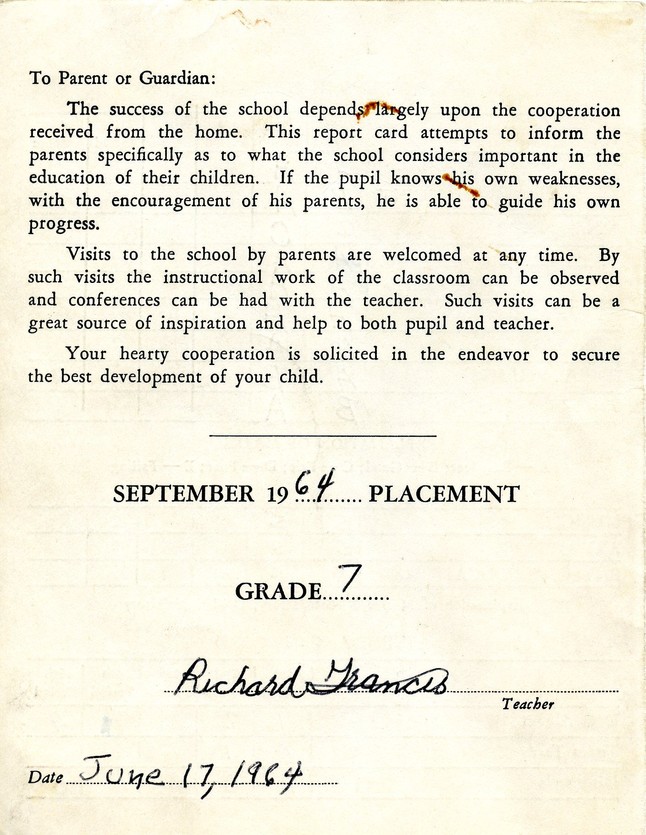 To Parent or Guardian:
The success of the school depends largely upon the cooperation
received from the home. This report card attempts to inform the
parents specifically as to what the school considers important in the
education of their children. If the pupil knows his own weaknesses,
with the encouragement of his parents, he is able to guide his own
progress.
Visits to the school by parents are welcomed at any time. By
such visits the instructional work of the classroom can be observed
and conferences can be had with the teacher. Such visits can be a
great source of inspiration and help to both pupil and teacher.
Your hearty cooperation is solicited in the endeavor to secure
the best development of your child.
SEPTEMBER 1964 PLACEMENT
GRADE 7
Richard Francis
Teacher
Date June 17, 1964